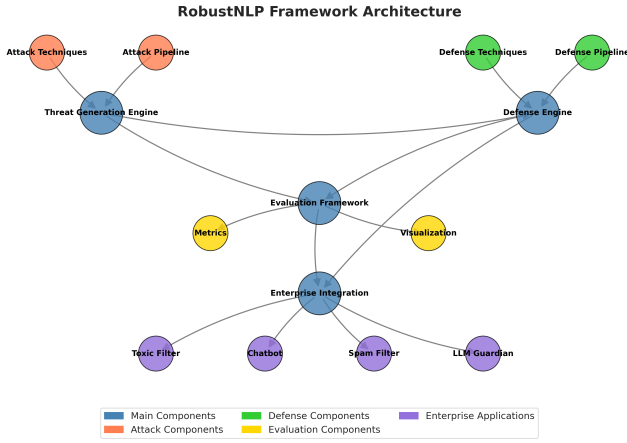 RobustNLP Framework Architecture
Attack Techniques
Attack Pipeline
Defense Techniques
Defense Pipeline
Threat Generation Engine
Defense Engine
Evaluation Framework
Metrics
Visualization
Enterprise Integration
Toxic Filter
Chatbot
Spam Filter
LLM Guardian
Main Components
Defense Components
Enterprise Applications
Attack Components
Evaluation Components